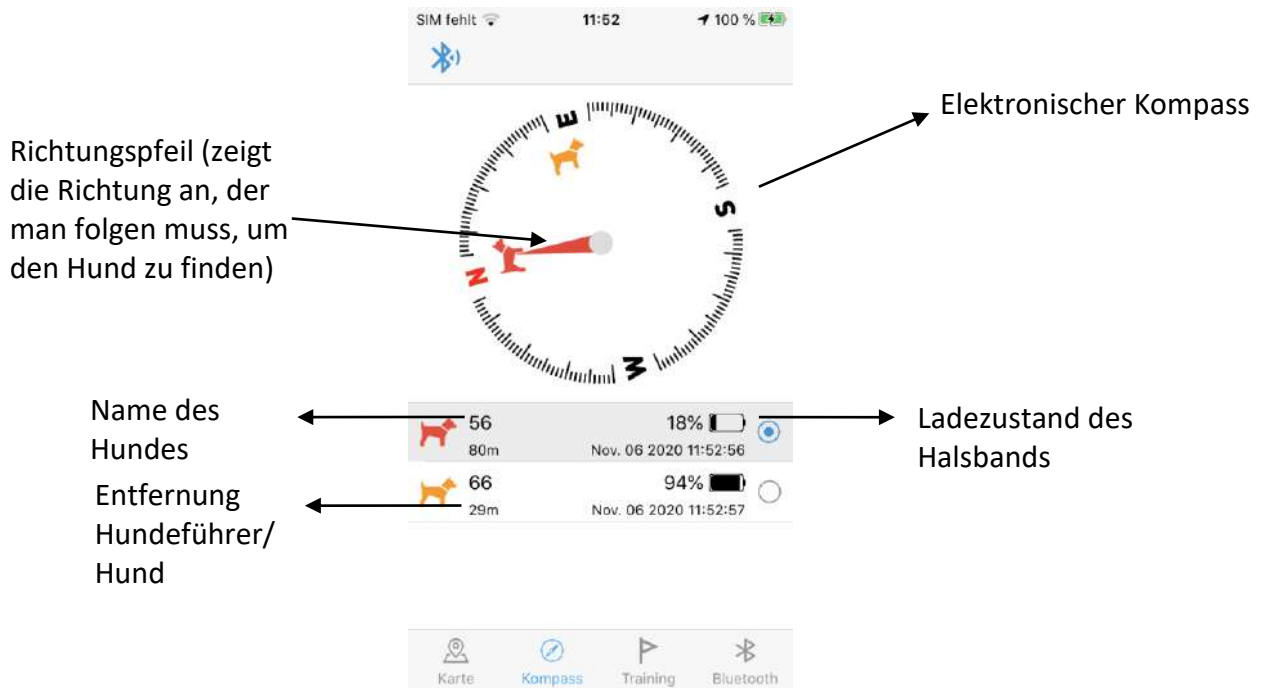 SIM fehlt 11:52 100 %
Elektronischer Kompass
E
S
N
W
Richtungspfeil (zeigt
die Richtung an, der
man folgen muss, um
den Hund zu finden)
Name des
Hundes
Entfernung
Hundeführer/
Hund
56 18%
80m Nov. 06 2020 11:52:56
66 94%
29m Nov. 06 2020 11:52:57
Ladezustand des
Halsbands
Karte Kompass Training Bluetooth